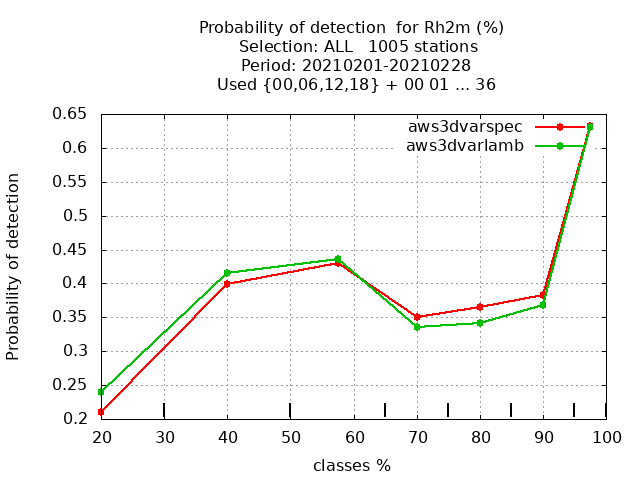 Probability of detection  for Rh2m (%)
Selection: ALL   1005 stations
Period: 20210201-20210228
Used {00,06,12,18} + 00 01 ... 36
aws3dvarspec
aws3dvarlamb
Probability of detection
0.65
0.6
0.55
0.5
0.45
0.4
0.35
0.3
0.25
0.2
20 30 40 50 60 70 80 90 100
classes %